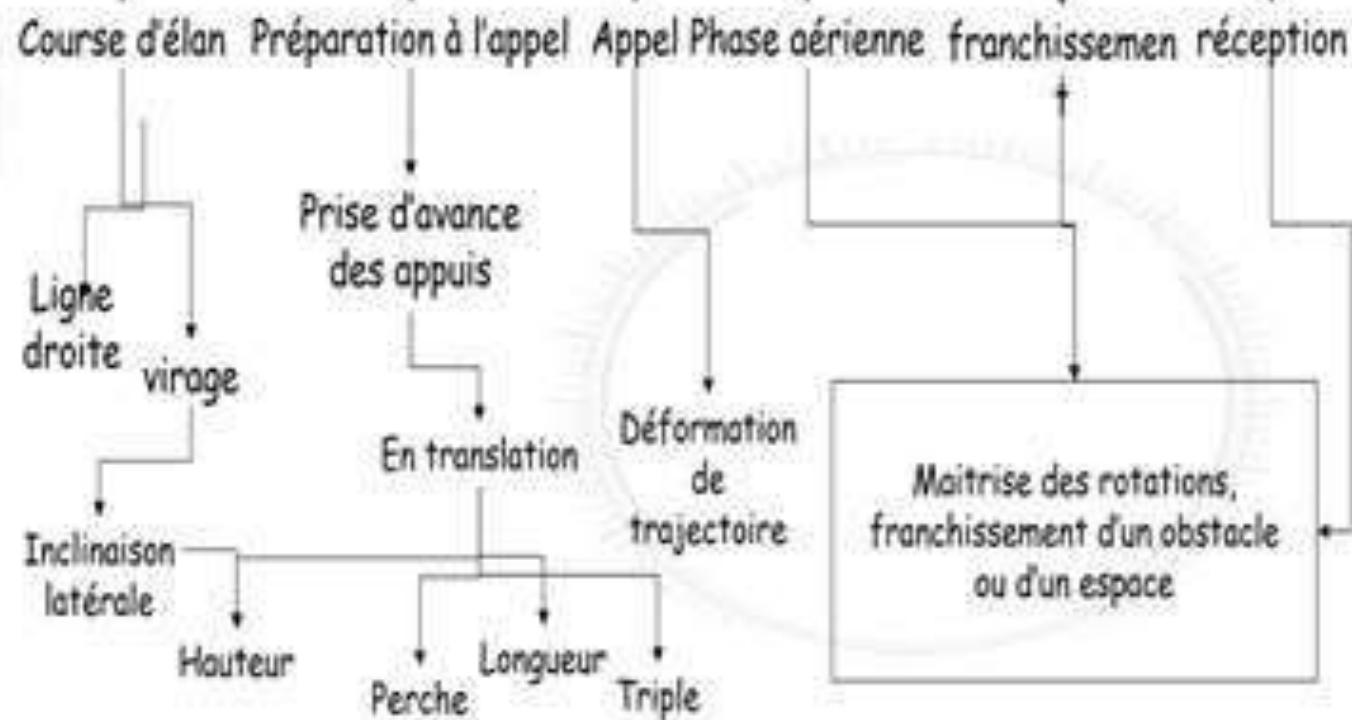 Course d'élan Préparation à l'appel Appel Phase aérienne franchissemen réception
Prise d'avance
des appuis
Ligne
droite
virage
En translation
Déformation
de
trajectoire
Maitrise des rotations,
franchissement d'un obstacle
ou d'un espace
Inclinaison
latérale
Hauteur
Perche
Longueur
Triple